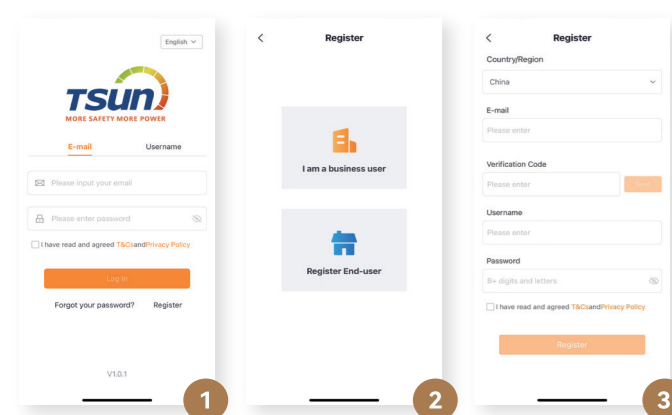 English
TSUN
MORE SAFETY MORE POWER
E-mail Username
Please input your email
Please enter password
I have read and agreed T&CsandPrivacy Policy
Log In
Forgot your password? Register
V1.0.1
1
Register
I am a business user
Register End-user
2
Register
Country/Region
China
E-mail
Please enter
Verification Code
Please enter
Username
Please enter
Password
8+ digits and letters
I have read and agreed T&CsandPrivacy Policy
Register
3